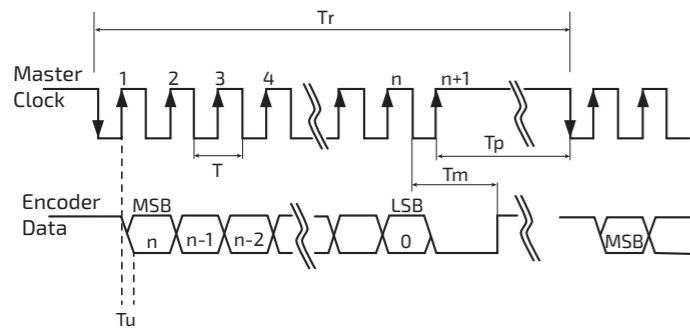 Tr
Master Clock
1 2 3 4 n n+1
T
Tp
Tm
Encoder Data
MSB
LSB
n n-1 n-2 0
MSB
Tu